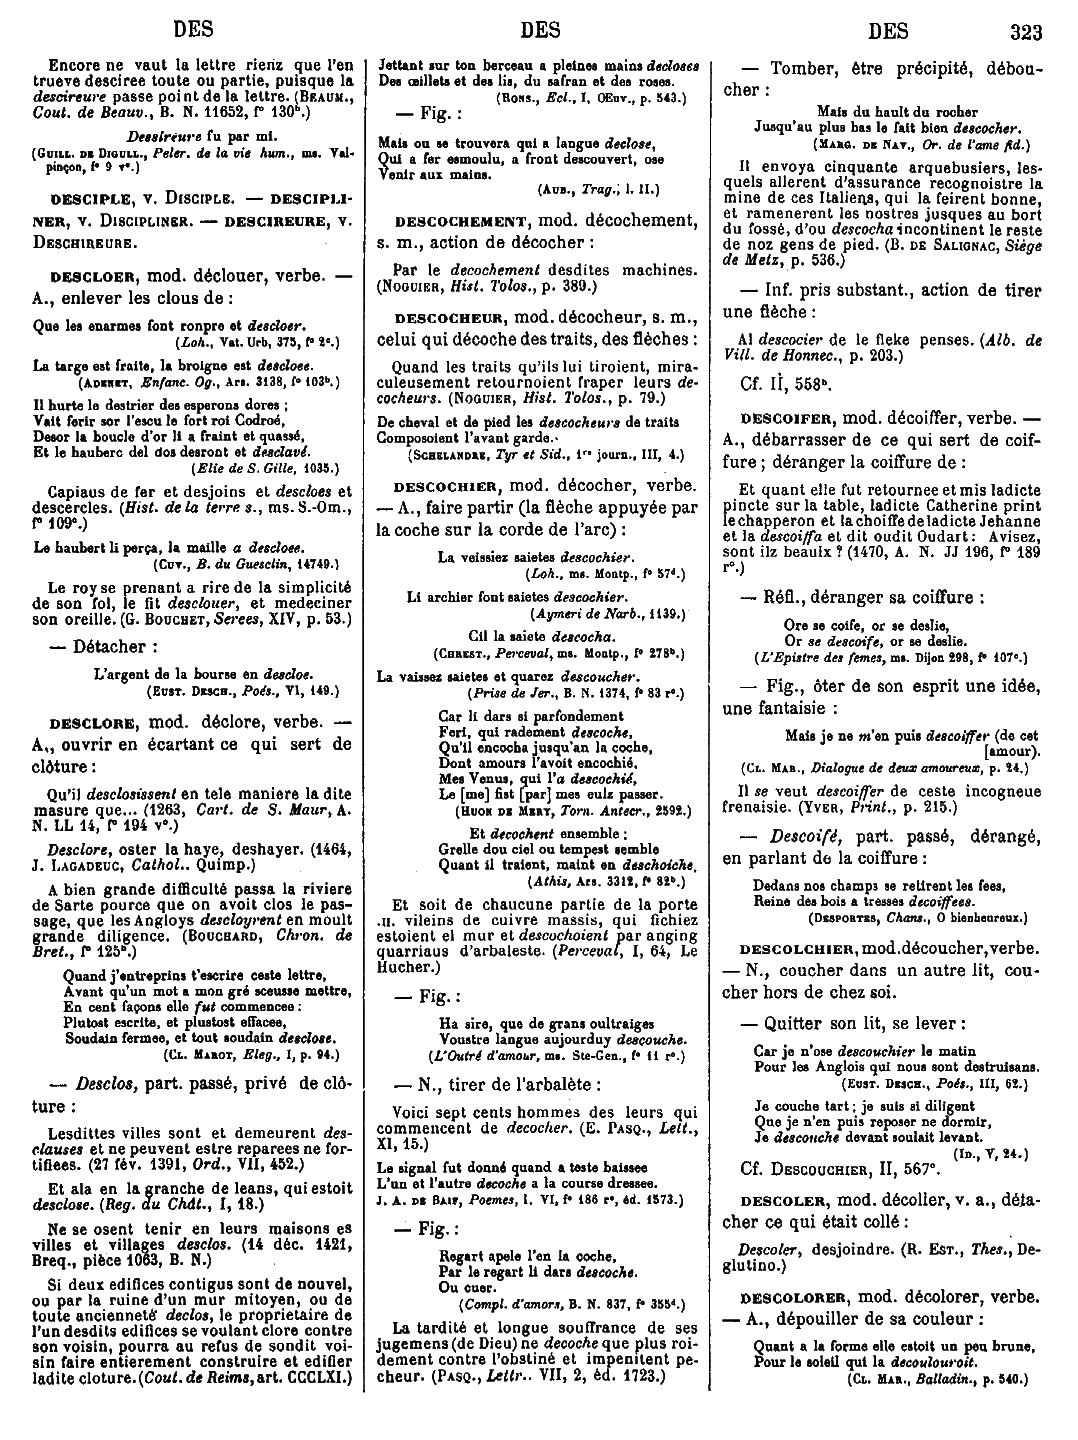 DES
DES
DES 323
Encore ne vaut la lettre rienz que l'en
trueve desciree toute ou partie, puisque la
descireure passe point de la lettre. (BEAUM.,
Cout. de Beauv., B. N. 11652, f° 130b.)
Dessireure fu par mi.
(GUILL. DE DIGULL., Peler. de la vie hum., ms. Val-
pinçon, f° 9 v°.)
DESCIPLE, v. DISCIPLE. — DESCIPLI-
NER, v. DISCIPLINER. — DESCIREURE, v.
DESCHIREURE.
DESCLOER, mod. déclouer, verbe. —
A., enlever les clous de :
Que les enarmes font ronpre et descloer.
(Loh., Vat. Urb, 375, f° 2c.)
La targe est fraite, la broigne est descloee.
(ADENET, Enfanc. Og., Ars. 3138, f° 103b.)
Il hurte le destrier des esperons dores ;
Vait ferir sor l'escu le fort roi Codroé,
Desor la boucle d'or li a fraint et quassé,
Et le hauberc del dos desront et desclavé.
(Elie de S. Gille, 1035.)
Capiaus de fer et desjoins et descloes et
descercles. (Hist. de la terre s., ms. S.-Om.,
f° 109c.)
Le haubert li perça, la maille a descloee.
(CUV., B. du Guesclin, 14749.)
Le roy se prenant a rire de la simplicité
de son fol, le fit desclouer, et medeciner
son oreille. (G. BOUCHET, Serees, XIV, p. 53.)
— Détacher :
L'argent de la bourse en descloe.
(EUST. DESCH., Poés., VI, 149.)
DESCLORE, mod. déclore, verbe. —
A., ouvrir en écartant ce qui sert de
clôture :
Qu'il desclosissent en tele maniere la dite
masure que... (1263, Cart. de S. Maur, A.
N. LL 14, f° 194 v°.)
Desclore, oster la haye, deshayer. (1464,
J. LAGADEUC, Cathol.. Quimp.)
A bien grande difficulté passa la riviere
de Sarte pource que on avoit clos le pas-
sage, que les Angloys descloyrent en moult
grande diligence. (BOUCHARD, Chron. de
Bret., f° 125b.)
Quand j'entreprins t'escrire ceste lettre,
Avant qu'un mot a mon gré sceusse mettre,
En cent façons elle fut commencee :
Plutost escrite, et plustost effacee,
Soudain fermee, et tout soudain desclose.
(CL. MAROT, Eleg., I, p. 94.)
— Desclos, part. passé, privé de clô-
ture :
Lesdittes villes sont et demeurent des-
clauses et ne peuvent estre reparees ne for-
tifiees. (27 fév. 1391, Ord., VII, 452.)
Et ala en la granche de leans, qui estoit
desclose. (Reg. du Chât., I, 18.)
Ne se osent tenir en leurs maisons es
villes et villages desclos. (14 déc. 1421,
Breq., pièce 1063, B. N.)
Si deux edifices contigus sont de nouvel,
ou par la ruine d'un mur mitoyen, ou de
toute ancienneté declos, le proprietaire de
l'un desdits edifices se voulant clore contre
son voisin, pourra au refus de sondit voi-
sin faire entierement construire et edifier
ladite cloture. (Cout. de Reims, art. CCCLXI.)
Jettant sur ton berceau a pleines mains decloses
Des œillets et des lis, du safran et des roses.
(RONS., Ecl., I, Œuv., p. 543.)
— Fig. :
Mais ou se trouvera qui a langue declose,
Qui a fer esmoulu, a front descouvert, ose
Venir aux mains.
(AUB., Trag., l. II.)
DESCOCHEMENT, mod. décochement,
s. m., action de décocher :
Par le decochement desdites machines.
(NOGUIER, Hist. Tolos., p. 389.)
DESCOCHEUR, mod. décocheur, s. m.,
celui qui décoche des traits, des flèches :
Quand les traits qu'ils lui tiroient, mira-
culeusement retournoient fraper leurs de-
cocheurs. (NOGUIER, Hist. Tolos., p. 79.)
De cheval et de pied les descocheurs de traits
Composoient l'avant garde.
(SCHELANDRE, Tyr et Sid., 1re journ., III, 4.)
DESCOCHIER, mod. décocher, verbe.
— A., faire partir (la flèche appuyée par
la coche sur la corde de l'arc) :
La veissiez saietes descochier.
(Loh., ms. Montp., f° 57d.)
Li archier font saietes descochier.
(Aymeri de Narb., 1139.)
Cil la saiete descocha.
(CHREST., Perceval, ms. Montp., f° 278b.)
La vaissez saietes et quarez descoucher.
(Prise de Jer., B. N. 1374, f° 83 r°.)
Car li dars si parfondement
Feri, qui radement descoche,
Qu'il encocha jusqu'an la coche,
Dont amours l'avoit encochié,
Mes Venus, qui l'a descochié,
Le [me] fist [par] mes eulz passer.
(HUON DE MERY, Torn. Antecr., 2592.)
Et decochent ensemble ;
Grelle dou ciel ou tempest semble
Quant il traient, maint en deschoiche.
(Athis, Ars. 3312, f° 82b.)
Et soit de chaucune partie de la porte
.II. vileins de cuivre massis, qui fichiez
estoient el mur et descochoient par anging
quarriaus d'arbaleste. (Perceval, I, 64, Le
Hucher.)
— Fig. :
Ha sire, que de grans oultraiges
Voustre langue aujourduy descouche.
(L'Outré d'amour, ms. Ste-Gen., f° 11 r°.)
— N., tirer de l'arbalète :
Voici sept cents hommes des leurs qui
commencent de decocher. (E. PASQ., Lett.,
XI, 15.)
Le signal fut donné quand a teste baissee
L'un et l'autre decoche a la course dressee.
J. A. DE BAIF, Poemes, l. VI, f° 186 r°, éd. 1573.)
— Fig. :
Regart apele l'en la coche,
Par le regart li dars descoche.
Ou cuer.
(Compl. d'amors, B. N. 837, f° 355d.)
La tardité et longue souffrance de ses
jugemens (de Dieu) ne decoche que plus roi-
dement contre l'obstiné et impenitent pe-
cheur. (PASQ., Lettr.. VII, 2, éd. 1723.)
— Tomber, être précipité, débou-
cher :
Mais du hault du rocher
Jusqu'au plus bas le fait bien descocher.
(MARG. DE NAV., Or. de l'ame fid.)
Il envoya cinquante arquebusiers, les-
quels allerent d'assurance recognoistre la
mine de ces Italiens, qui la feirent bonne,
et ramenerent les nostres jusques au bort
du fossé, d'ou descocha incontinent le reste
de noz gens de pied. (B. DE SALIGNAC, Siège
de Metz, p. 536.)
— Inf. pris substant., action de tirer
une flèche :
Al descocier de le fleke penses. (Alb. de
Vill. de Honnec., p. 203.)
Cf. II, 558b.
DESCOIFER, mod. décoiffer, verbe. —
A., débarrasser de ce qui sert de coif-
fure ; déranger la coiffure de :
Et quant elle fut retournee et mis ladicte
pincte sur la table, ladicte Catherine print
le chapperon et la choiffe de ladicte Jehanne
et la descoiffa et dit oudit Oudart : Avisez,
sont ilz beaulx ? (1470, A. N. JJ 196, f° 189
r°.)
— Réfl., déranger sa coiffure :
Ore se coife, or se deslie,
Or se descoife, or se deslie.
(L'Epistre des femes, ms. Dijon 298, f° 107c.)
— Fig., ôter de son esprit une idée,
une fantaisie :
Mais je ne m'en puis descoiffer (de cet
[amour).
(CL. MAR., Dialogue de deux amoureux, p. 24.)
Il se veut descoiffer de ceste incogneue
frenaisie. (YVER, Print., p. 215.)
— Descoifé, part. passé, dérangé,
en parlant de la coiffure :
Dedans nos champs se retirent les fees,
Reine des bois a tresses decoiffees.
(DESPORTES, Chans., O bienheureux.)
DESCOLCHIER, mod. découcher, verbe.
— N., coucher dans un autre lit, cou-
cher hors de chez soi.
— Quitter son lit, se lever :
Car je n'ose descouchier le matin
Pour les Anglois qui nous sont destruisans.
(EUST. DESCH., Poés., III, 62.)
Je couche tart ; je suis si diligent
Que je n'en puis reposer ne dormir,
Je descouche devant soulait levant.
(ID., V, 24.)
Cf. DESCOUCHIER, II, 567c.
DESCOLER, mod. décoller, v. a., déta-
cher ce qui était collé :
Descoler, desjoindre. (R. EST., Thes., De-
glutino.)
DESCOLORER, mod. décolorer, verbe.
— A., dépouiller de sa couleur :
Quant a la forme elle estoit un peu brune,
Pour le soleil qui la decoulouroit.
(CL. MAR., Balladin., p. 540.)